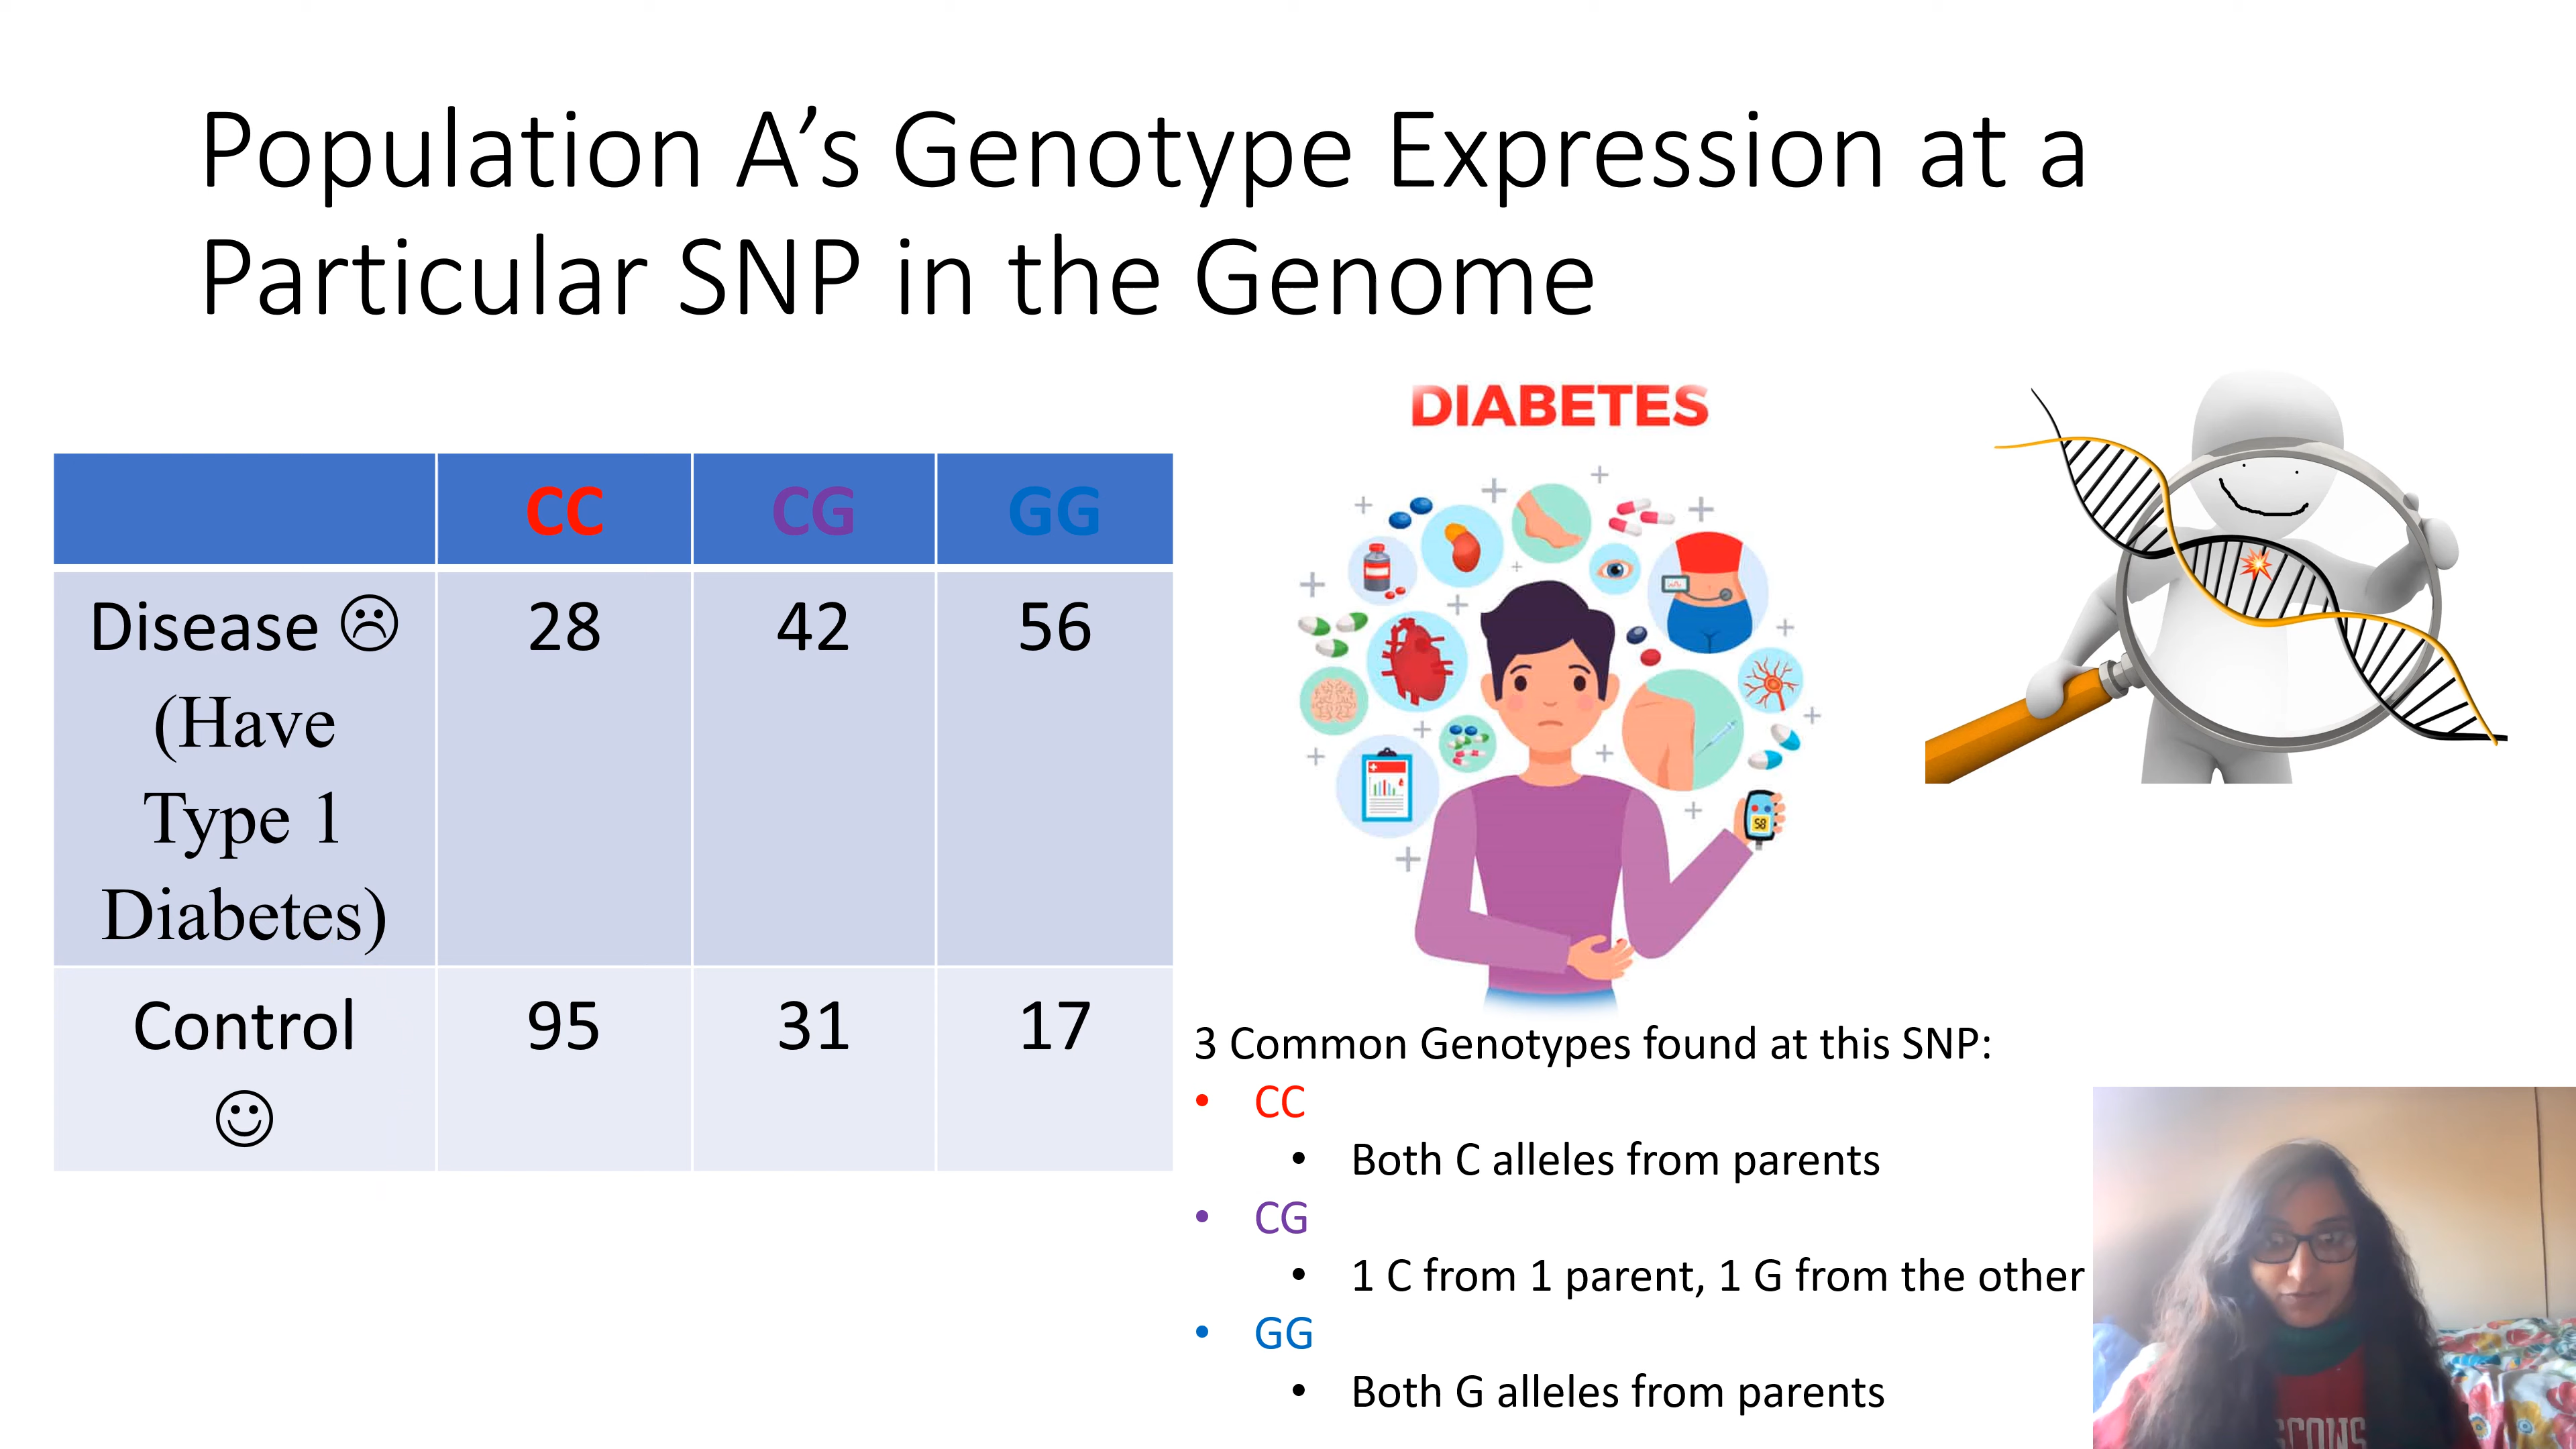 Population A’s Genotype Expression at a
Particular SNP in the Genome
CC CG GG
Disease ☹ 28 42 56
(Have
Type 1
Diabetes)
Control 95 31 17
☺
DIABETES
58
3 Common Genotypes found at this SNP:
• CC
• Both C alleles from parents
• CG
• 1 C from 1 parent, 1 G from the other
• GG
• Both G alleles from parents